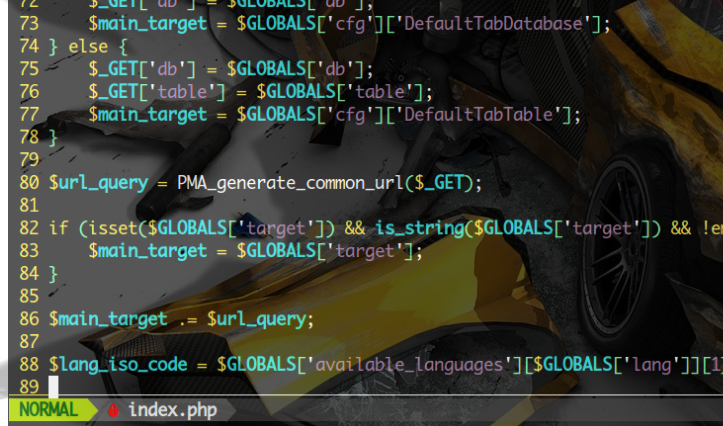 72     $_GET['db'] = $GLOBALS['db'];
73     $main_target = $GLOBALS['cfg']['DefaultTabDatabase'];
74 } else {
75     $_GET['db'] = $GLOBALS['db'];
76     $_GET['table'] = $GLOBALS['table'];
77     $main_target = $GLOBALS['cfg']['DefaultTabTable'];
78 }
79
80 $url_query = PMA_generate_common_url($_GET);
81
82 if (isset($GLOBALS['target']) && is_string($GLOBALS['target']) && !em
83     $main_target = $GLOBALS['target'];
84 }
85
86 $main_target .= $url_query;
87
88 $lang_iso_code = $GLOBALS['available_languages'][$GLOBALS['lang']][1]
89
NORMAL index.php